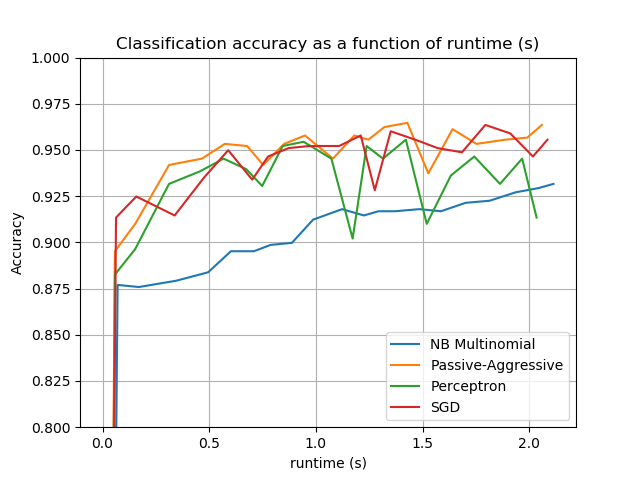 Classification accuracy as a function of runtime (s)
1.000
0.975
0.950
0.925
0.900
0.875
0.850
0.825
0.800
Accuracy
NB Multinomial
Passive-Aggressive
Perceptron
SGD
0.0 0.5 1.0 1.5 2.0
runtime (s)